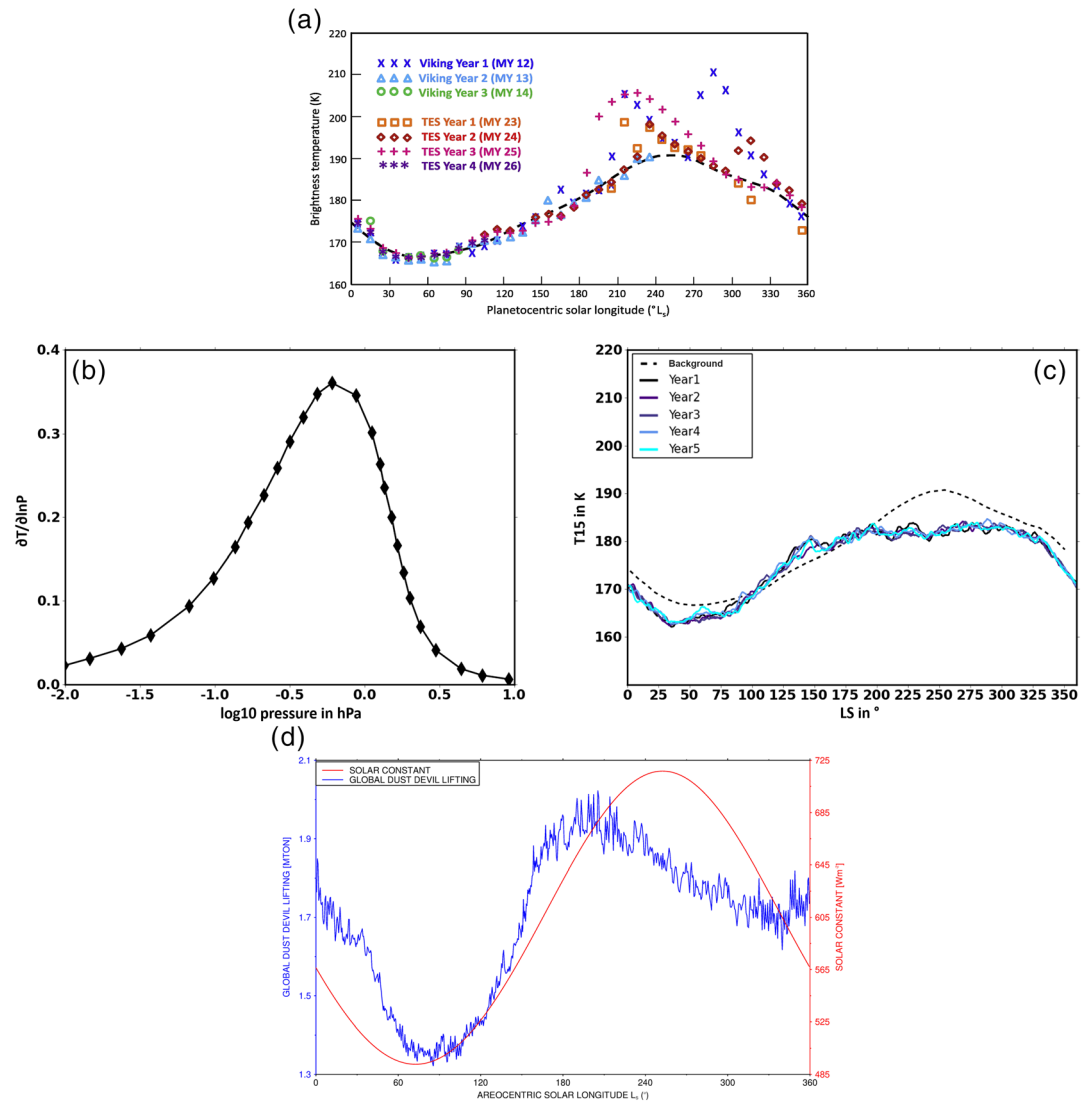 (a)
220
210
200
190
180
170
160
Brightness temperature (K)
x x x Viking Year 1 (MY 12)
Viking Year 2 (MY 13)
Viking Year 3 (MY 14)
TES Year 1 (MY 23)
TES Year 2 (MY 24)
+++ TES Year 3 (MY 25)
*** TES Year 4 (MY 26)
0 30 60 90 120 150 180 210 240 270 300 330 360
Planetocentric solar longitude (°Ls)
(b)
0.4
0.3
0.2
0.1
0.0
∂T/∂lnP
-2.0 -1.5 -1.0 -0.5 0.0 0.5 1.0
log10 pressure in hPa
(c)
220
210
200
190
180
170
160
T15 in K
Background
Year1
Year2
Year3
Year4
Year5
0 25 50 75 100 125 150 175 200 225 250 275 300 325 350
LS in °
(d)
2.1
1.9
1.7
1.5
1.3
GLOBAL DUST DEVIL LIFTING [MTON]
SOLAR CONSTANT
GLOBAL DUST DEVIL LIFTING
725
685
645
605
565
525
485
SOLAR CONSTANT [Wm²]
0 60 120 180 240 300 360
AREOCENTRIC SOLAR LONGITUDE Ls (°)